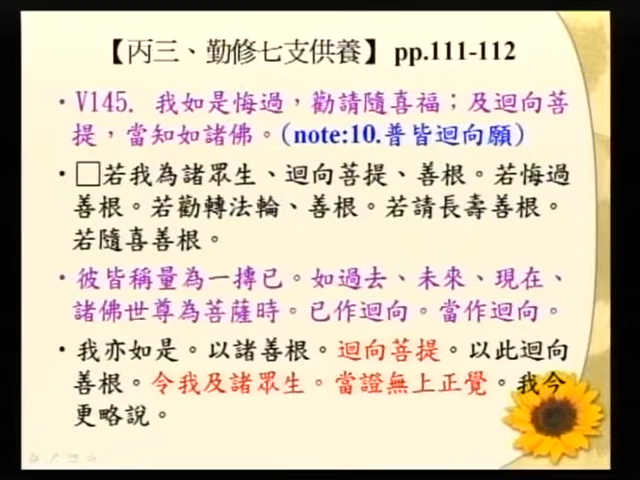 【丙三、勤修七支供養】pp.111-112
·V145. 我如是悔過，勸請隨喜福；及迴向菩
提，當知如諸佛。（note:10.普皆迴向願）
·□若我為諸眾生、迴向菩提、善根。若悔過
善根。若勸轉法輪、善根。若請長壽善根。
若隨喜善根。
·彼皆稱量為一摶已。如過去、未來、現在、
諸佛世尊為菩薩時。已作迴向。當作迴向。
·我亦如是。以諸善根。迴向菩提。以此迴向
善根。令我及諸眾生。當證無上正覺。我今
更略說。